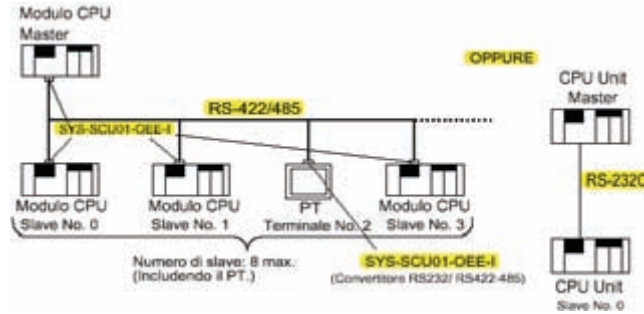 Modulo CPU
Master
OPPURE
CPU Unit
Master
RS-422/485
SYS-SCU01-OEE-I
RS-232C
Modulo CPU
Slave No. 0
Modulo CPU
Slave No. 1
PT
Terminale No. 2
Modulo CPU
Slave No. 3
Numero di slave: 8 max.
(Includendo il PT.)
SYS-SCU01-OEE-I
(Convertitore RS232/ RS422-485)
CPU Unit
Slave No. 0